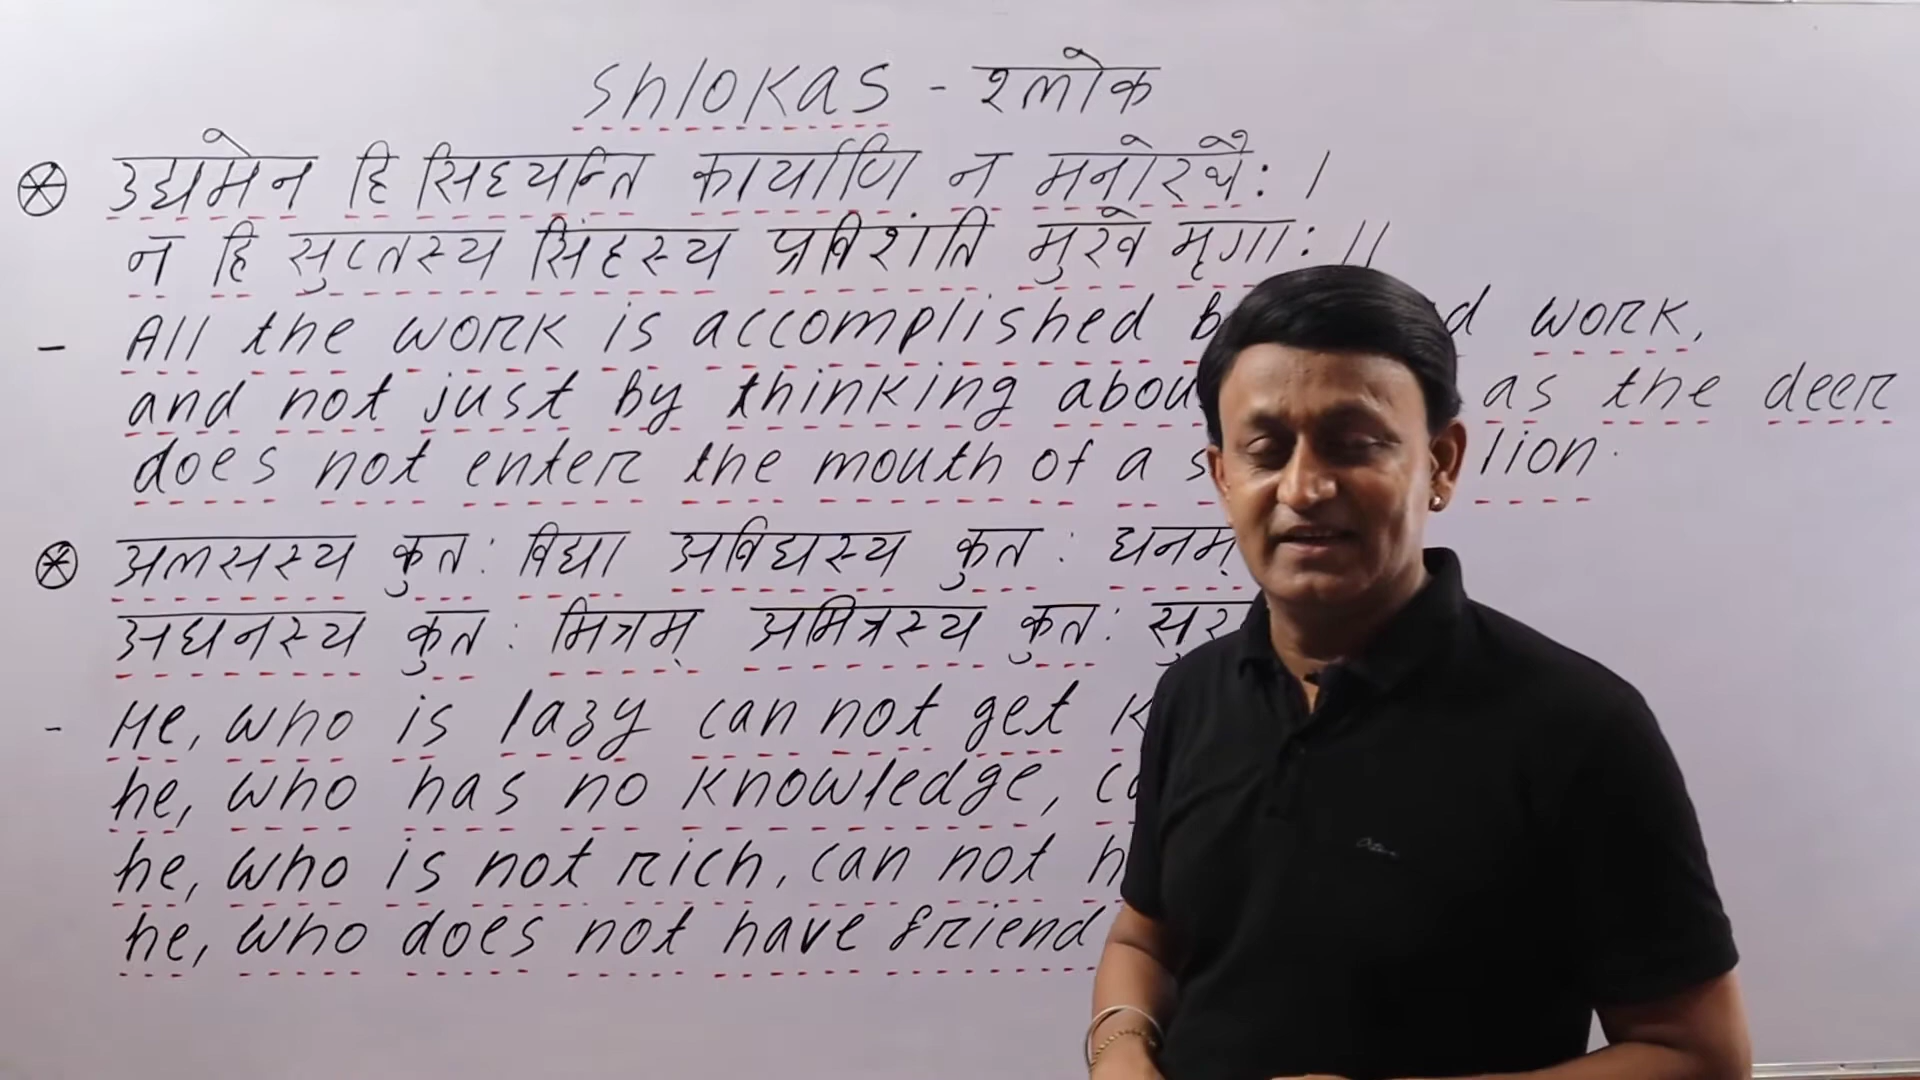 Shlokas - श्लोक
उद्यमेन हि सिद्दयन्ति कार्याणि न मनोरथैः ।
न हि सुप्तस्य सिंहस्य प्रविशंति मुखे मृगाः ॥
- All the work is accomplished work,
and not just by thinking as the deer
does not enter the mouth of a lion.
अलसस्य कुतः विद्या अविद्यस्य कुतः धनम्
अधनस्य कुतः मित्रम् अमित्रस्य कुतः
- He, who is lazy can not get
he, who has no knowledge,
he, who is not rich, can not
he, who does not have friend